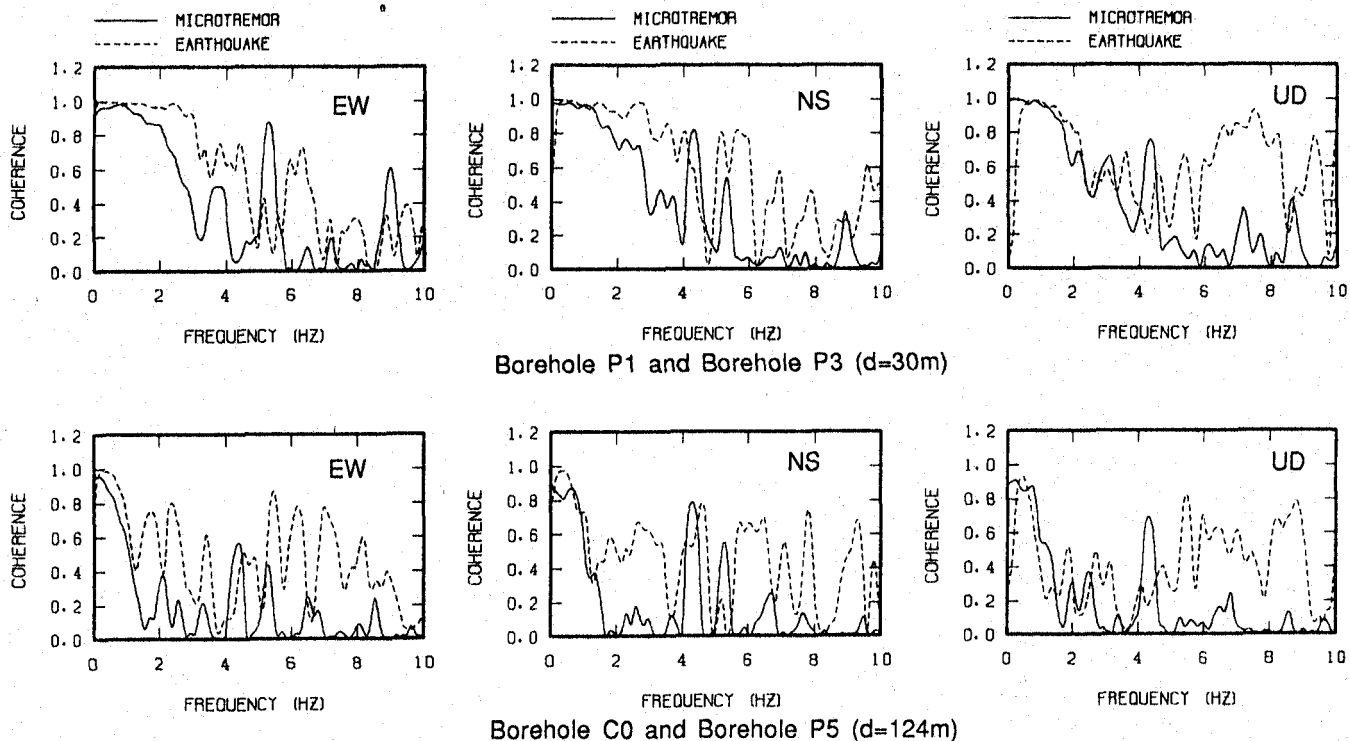 MICROTREMOR
EARTHQUAKE
MICROTREMOR
EARTHQUAKE
MICROTREMOR
EARTHQUAKE
1.2
1.0
0.8
0.6
0.4
0.2
0.0
COHERENCE
EW
0 2 4 6 8 10
FREQUENCY (HZ)
1.2
1.0
0.8
0.6
0.4
0.2
0.0
COHERENCE
NS
0 2 4 6 8 10
FREQUENCY (HZ)
1.2
1.0
0.8
0.6
0.4
0.2
0.0
COHERENCE
UD
0 2 4 6 8 10
FREQUENCY (HZ)
Borehole P1 and Borehole P3 (d=30m)
1.2
1.0
0.8
0.6
0.4
0.2
0.0
COHERENCE
EW
0 2 4 6 8 10
FREQUENCY (HZ)
1.2
1.0
0.8
0.6
0.4
0.2
0.0
COHERENCE
NS
0 2 4 6 8 10
FREQUENCY (HZ)
1.2
1.0
0.8
0.6
0.4
0.2
0.0
COHERENCE
UD
0 2 4 6 8 10
FREQUENCY (HZ)
Borehole C0 and Borehole P5 (d=124m)